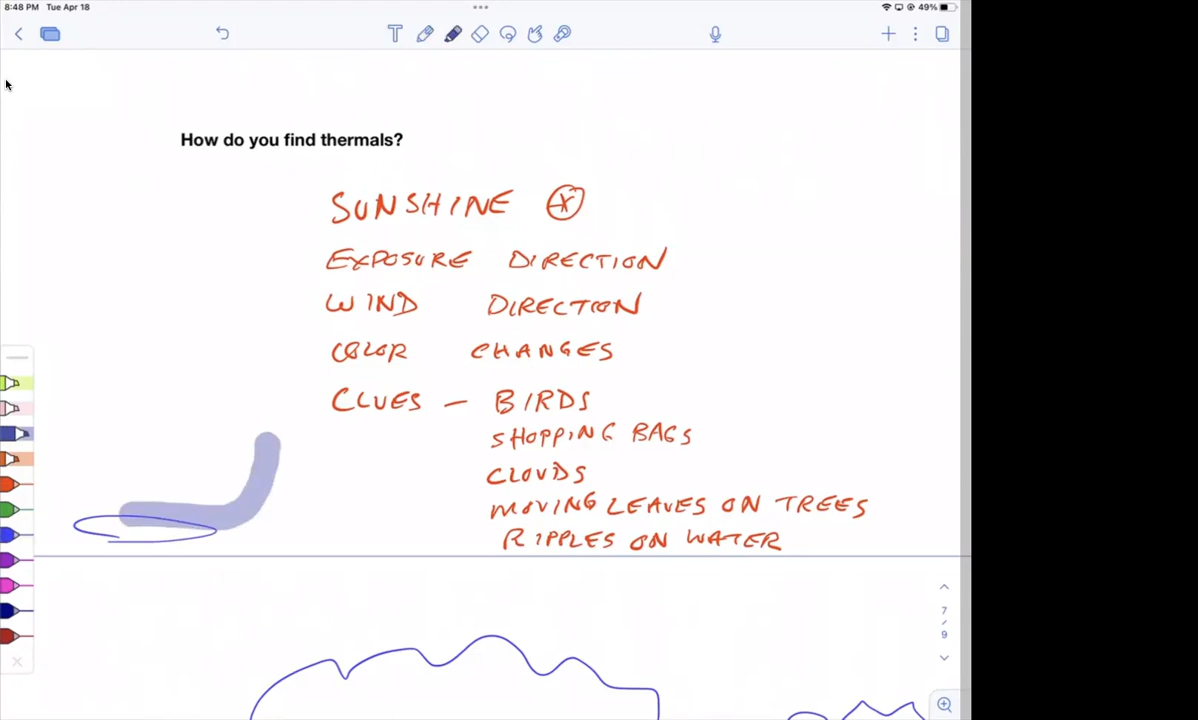 8:48 PM Tue Apr 18
49%
How do you find thermals?
SUNSHINE
EXPOSURE DIRECTION
WIND DIRECTION
COLOR CHANGES
CLUES - BIRDS
SHOPPING BAGS
CLOUDS
MOVING LEAVES ON TREES
RIPPLES ON WATER
7
/
9